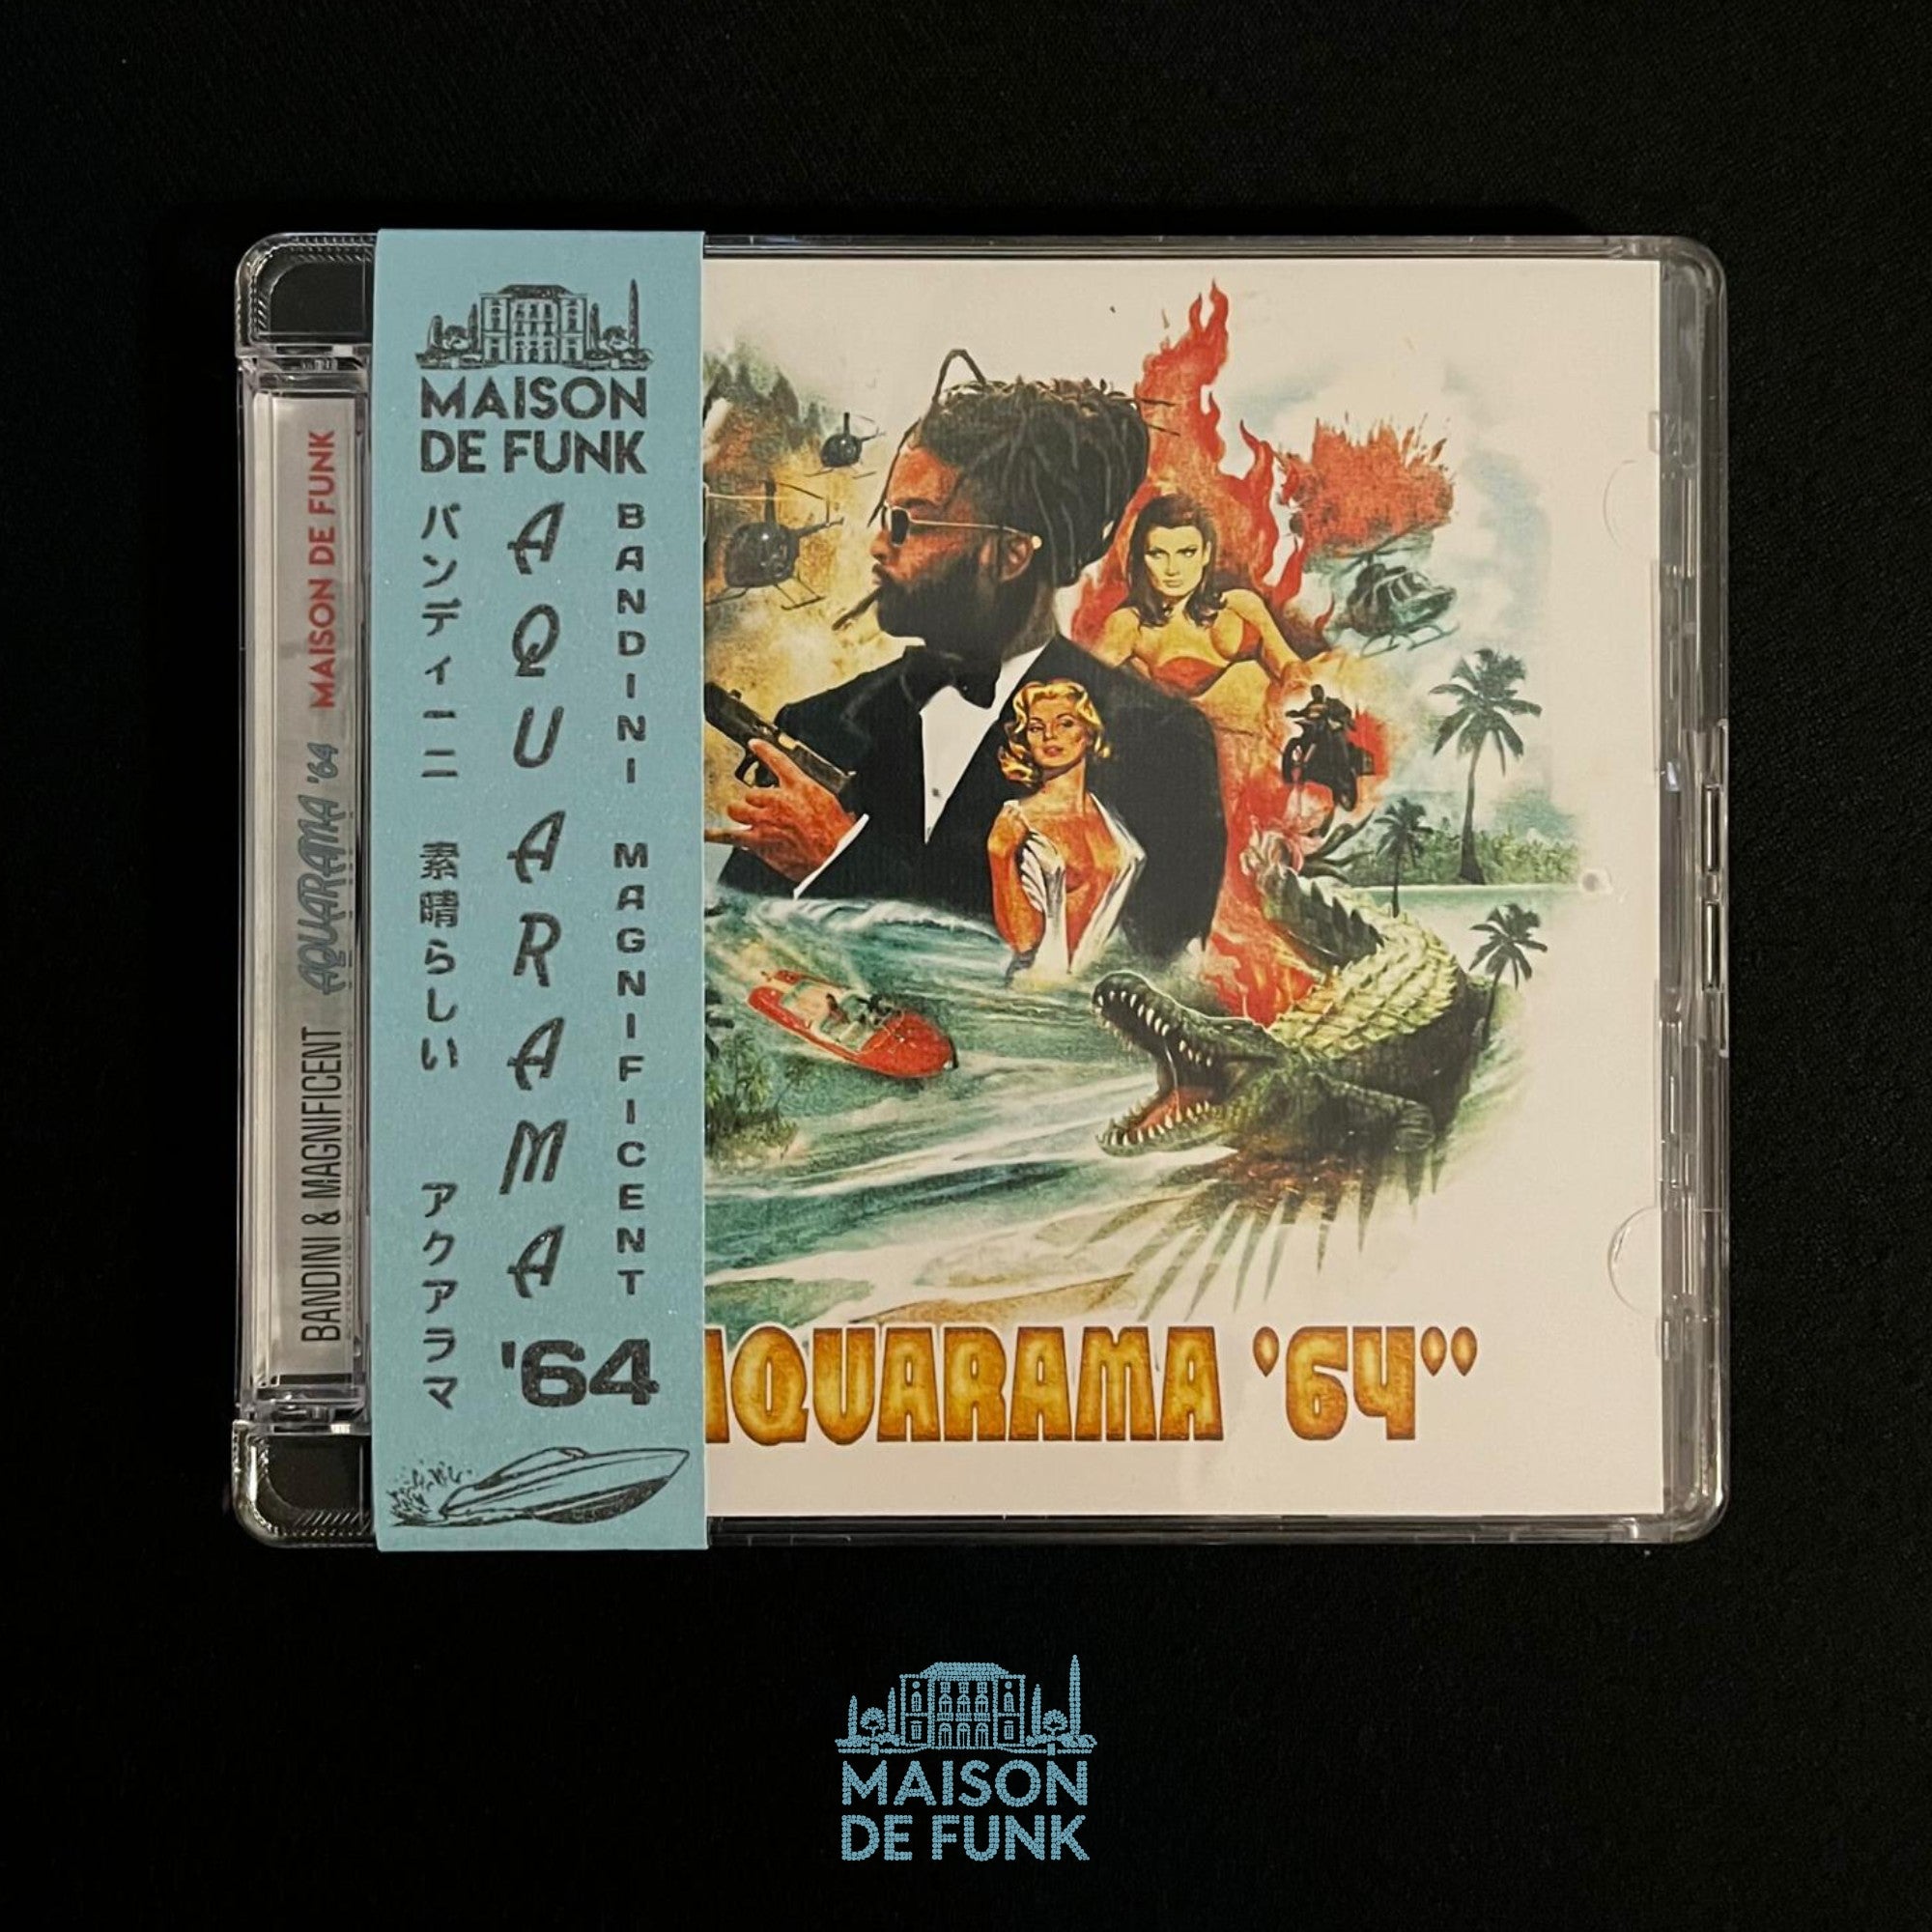 MAISON
DE FUNK
バンディーニ 素晴らしい アクアラマ
AQUARAMA
'64
BANDINI MAGNIFICENT
BANDINI & MAGNIFICENT AQUARAMA '64 MAISON DE FUNK
AQUARAMA '64"
MAISON
DE FUNK